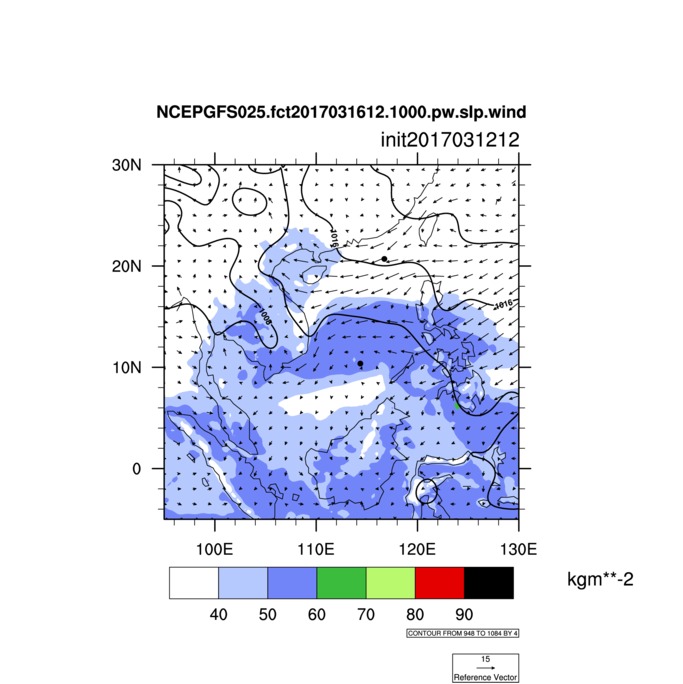 NCEPGFS025.fct2017031612.1000.pw.slp.wind
init2017031212
30N
20N
10N
0
1016
1016
1008
100E 110E 120E 130E
kgm**-2
40 50 60 70 80 90
CONTOUR FROM 948 TO 1084 BY 4
15
Reference Vector